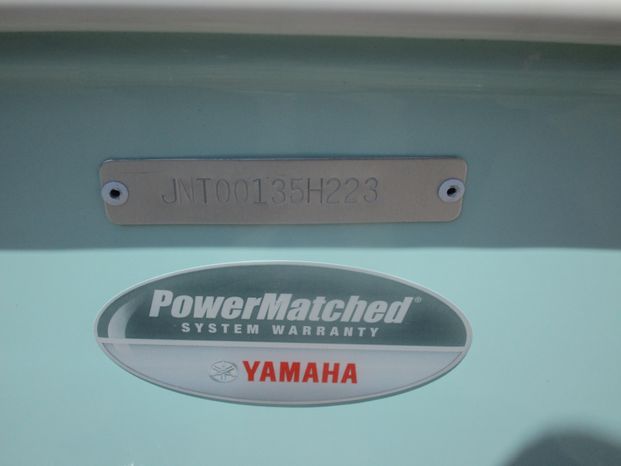 JNT00135H223
PowerMatched®
SYSTEM WARRANTY
YAMAHA